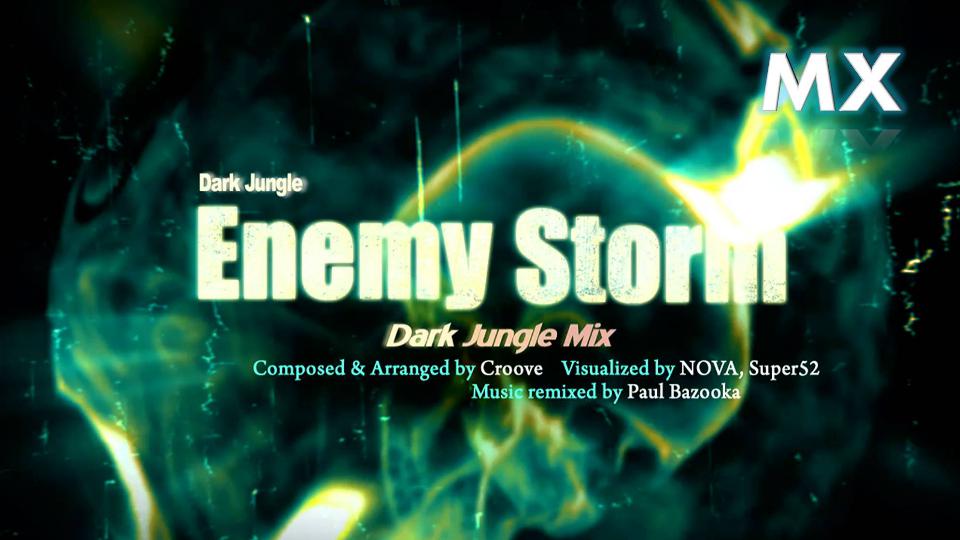 MX
Dark Jungle
Enemy Storm
Dark Jungle Mix
Composed & Arranged by Croove Visualized by NOVA, Super52
Music remixed by Paul Bazooka